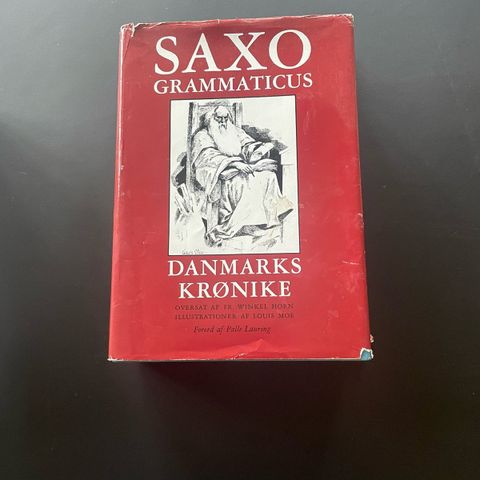 SAXO
GRAMMATICUS
DANMARKS
KRØNIKE
OVERSAT AF FR. WINKEL HORN
ILLUSTRATIONER AF LOUIS MOE
Forord af Palle Lauring